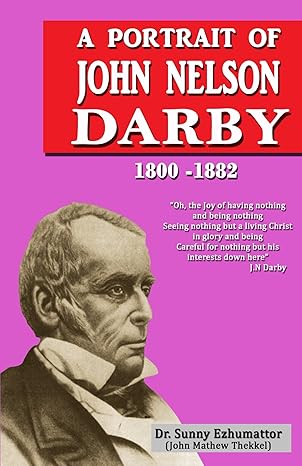 A PORTRAIT OF
JOHN NELSON
DARBY
1800 -1882
"Oh, the joy of having nothing
and being nothing
Seeing nothing but a living Christ
in glory and being
Careful for nothing but his
interests down here"
J.N Darby
Dr. Sunny Ezhumattor
(John Mathew Thekkel)